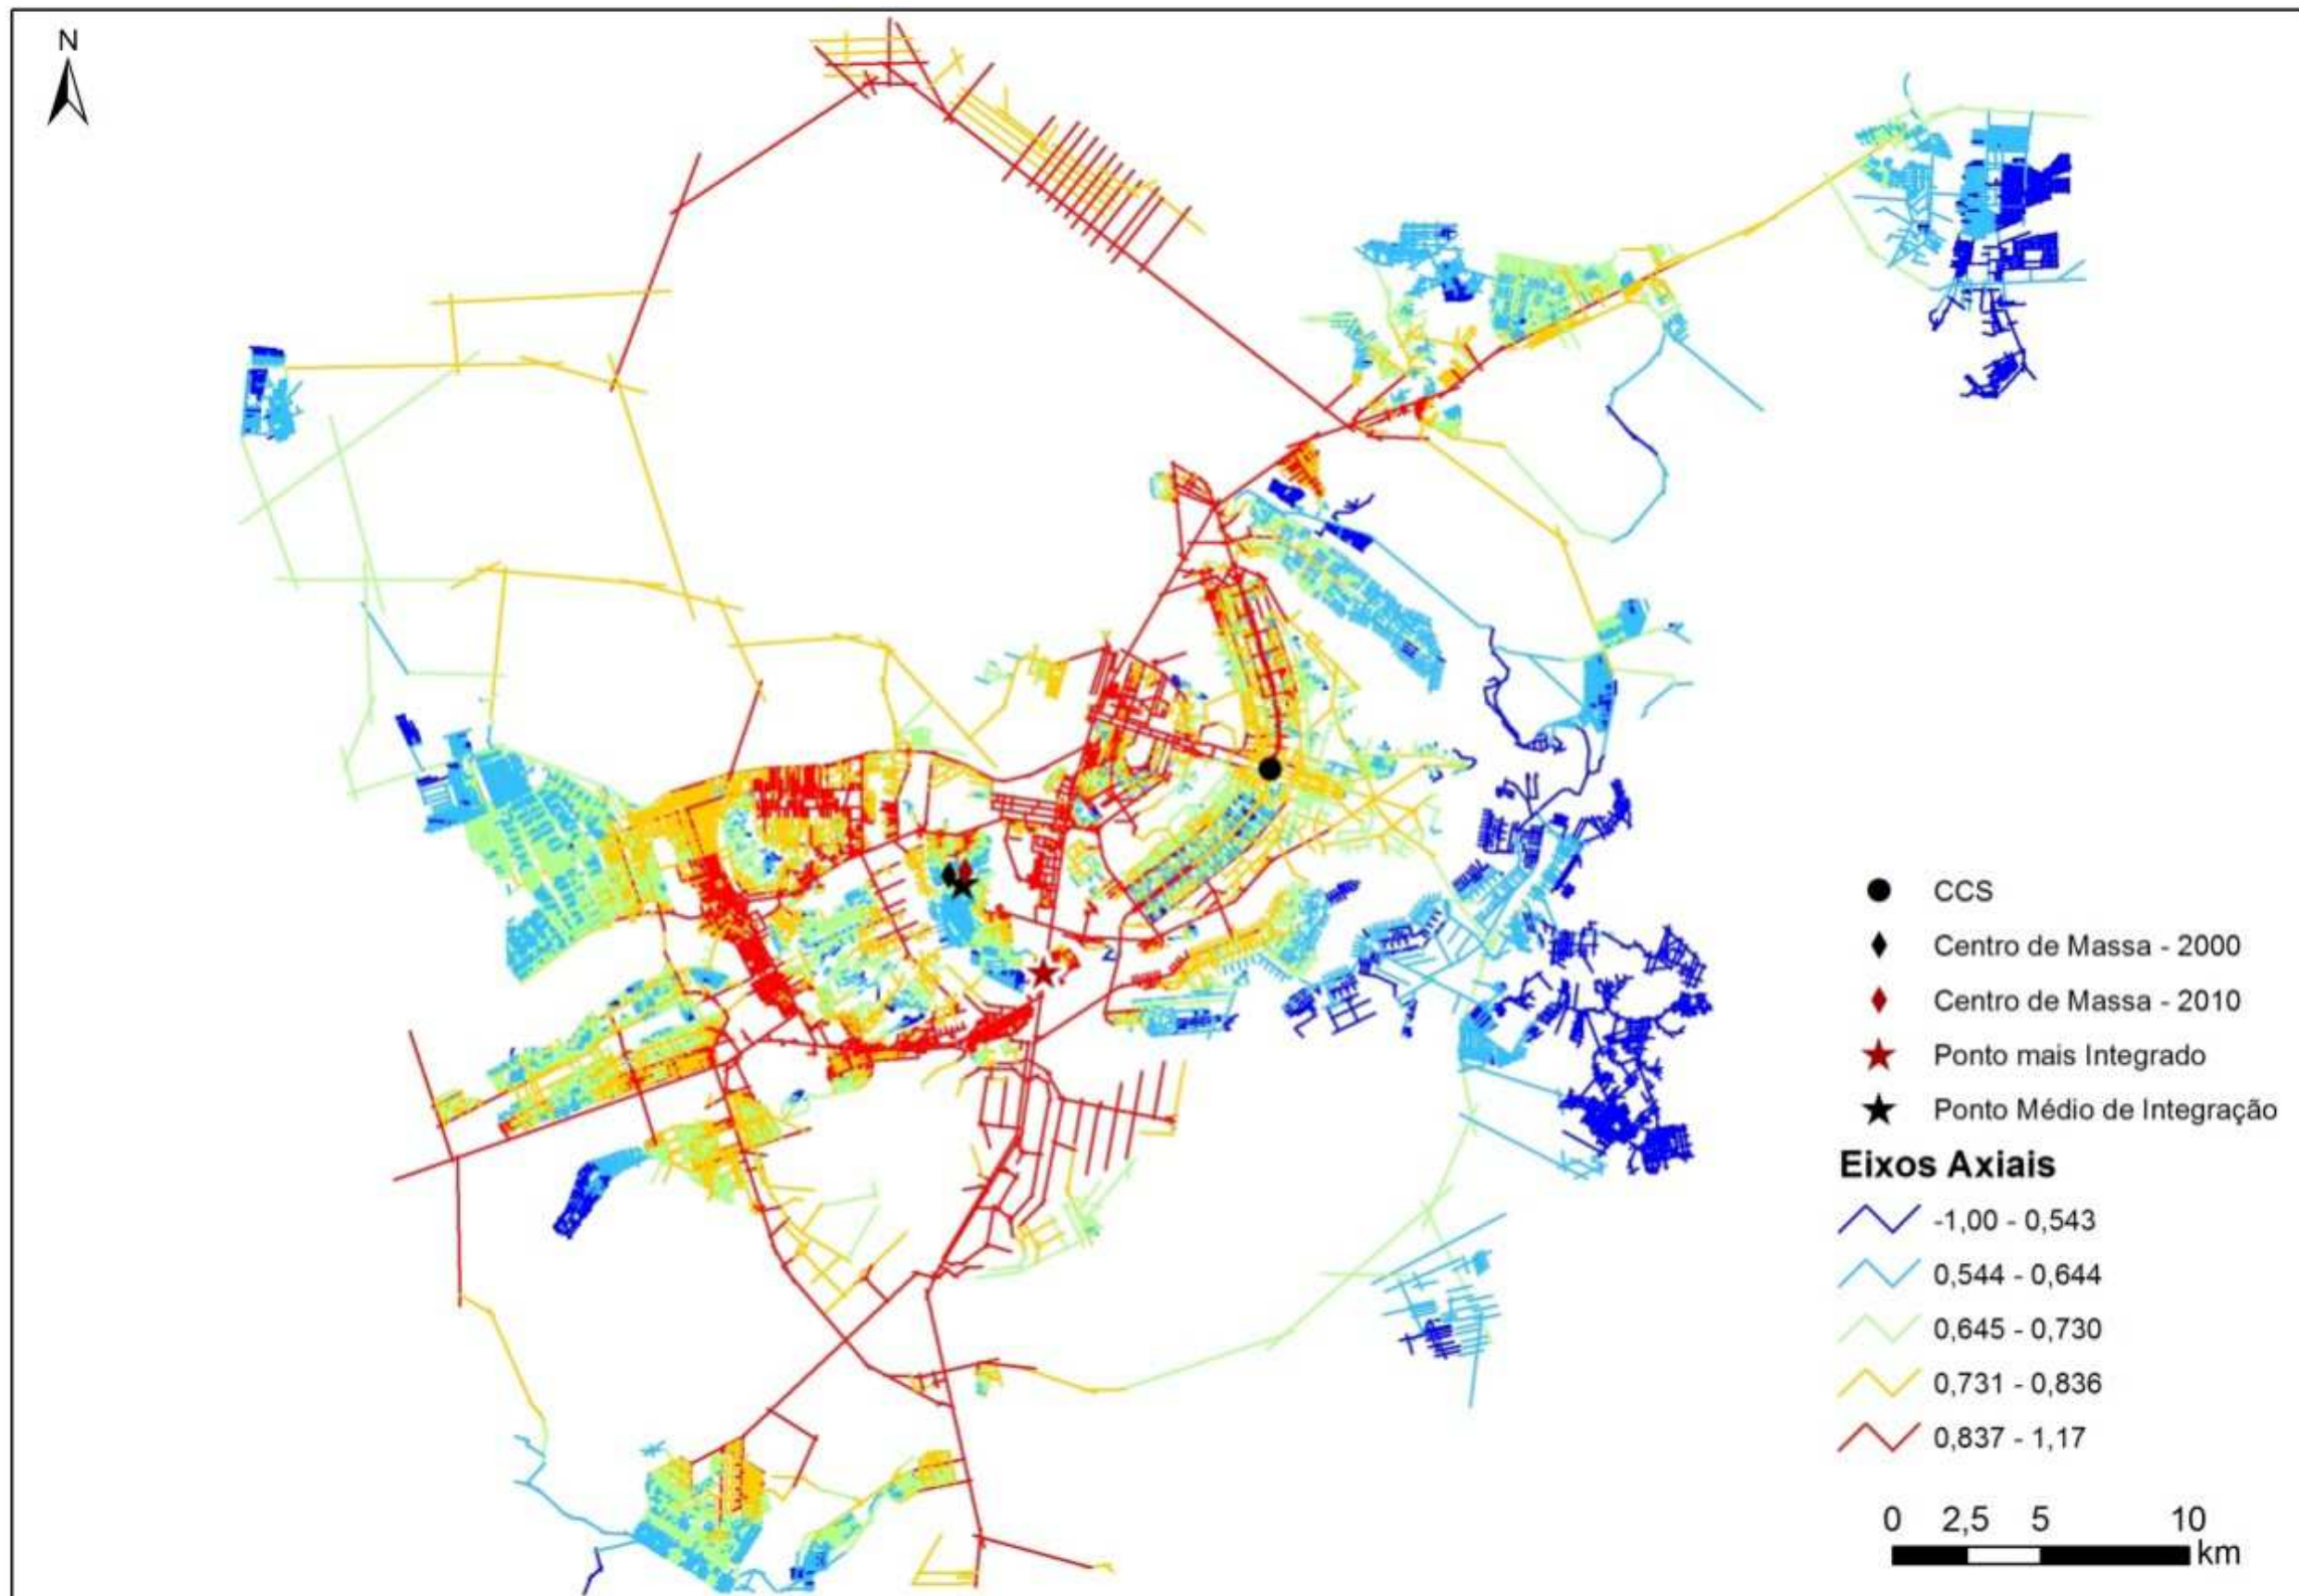 N
CCS
Centro de Massa - 2000
Centro de Massa - 2010
Ponto mais Integrado
Ponto Médio de Integração
Eixos Axiais
-1,00 - 0,543
0,544 - 0,644
0,645 - 0,730
0,731 - 0,836
0,837 - 1,17
0 2,5 5 10
km